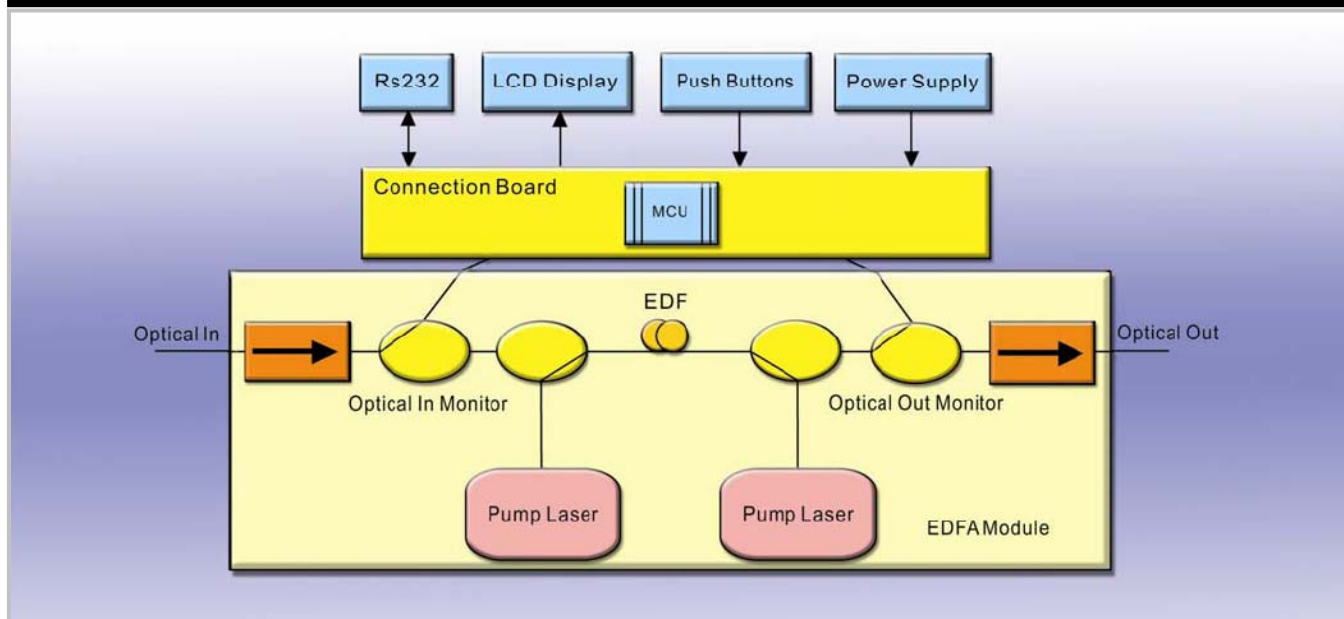 Rs232
LCD Display
Push Buttons
Power Supply
Connection Board
MCU
EDF
Optical In
Optical Out
Optical In Monitor
Optical Out Monitor
Pump Laser
Pump Laser
EDFA Module